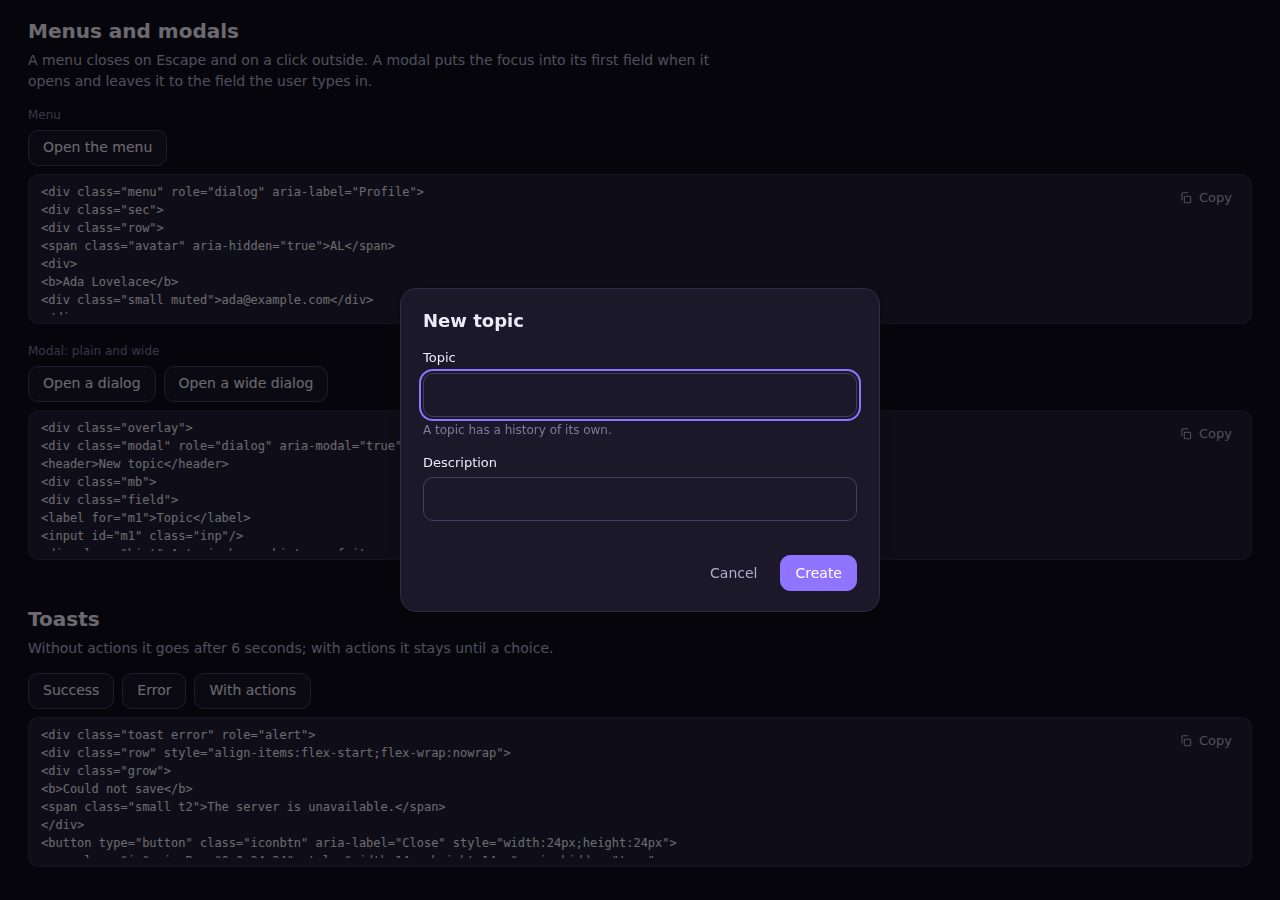 Menus and modals
A menu closes on Escape and on a click outside. A modal puts the focus into its first field when it
opens and leaves it to the field the user types in.
Menu
Open the menu
<div class="menu" role="dialog" aria-label="Profile">
<div class="sec">
<div class="row">
<span class="avatar" aria-hidden="true">AL</span>
<div>
<b>Ada Lovelace</b>
<div class="small muted">ada@example.com</div>
Copy
Modal: plain and wide
Open a dialog
Open a wide dialog
<div class="overlay">
<div class="modal" role="dialog" aria-modal="true"
<header>New topic</header>
<div class="mb">
<div class="field">
<label for="m1">Topic</label>
<input id="m1" class="inp"/>
Copy
New topic
Topic
A topic has a history of its own.
Description
Cancel
Create
Toasts
Without actions it goes after 6 seconds; with actions it stays until a choice.
Success
Error
With actions
<div class="toast error" role="alert">
<div class="row" style="align-items:flex-start;flex-wrap:nowrap">
<div class="grow">
<b>Could not save</b>
<span class="small t2">The server is unavailable.</span>
</div>
<button type="button" class="iconbtn" aria-label="Close" style="width:24px;height:24px">
Copy